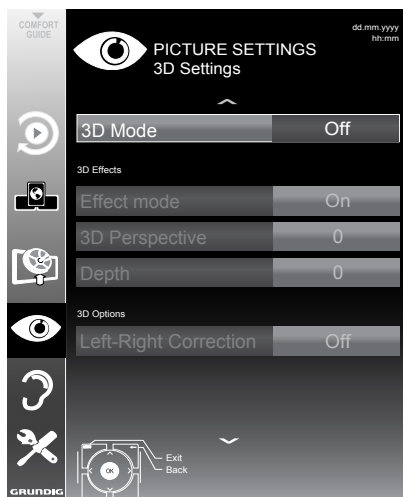 COMFORT
GUIDE
PICTURE SETTINGS
3D Settings
dd.mm.yyyy
hh:mm
3D Mode Off
3D Effects
Effect mode On
3D Perspective 0
Depth 0
3D Options
Left-Right Correction Off
Exit
Back
OK
GRUNDIG